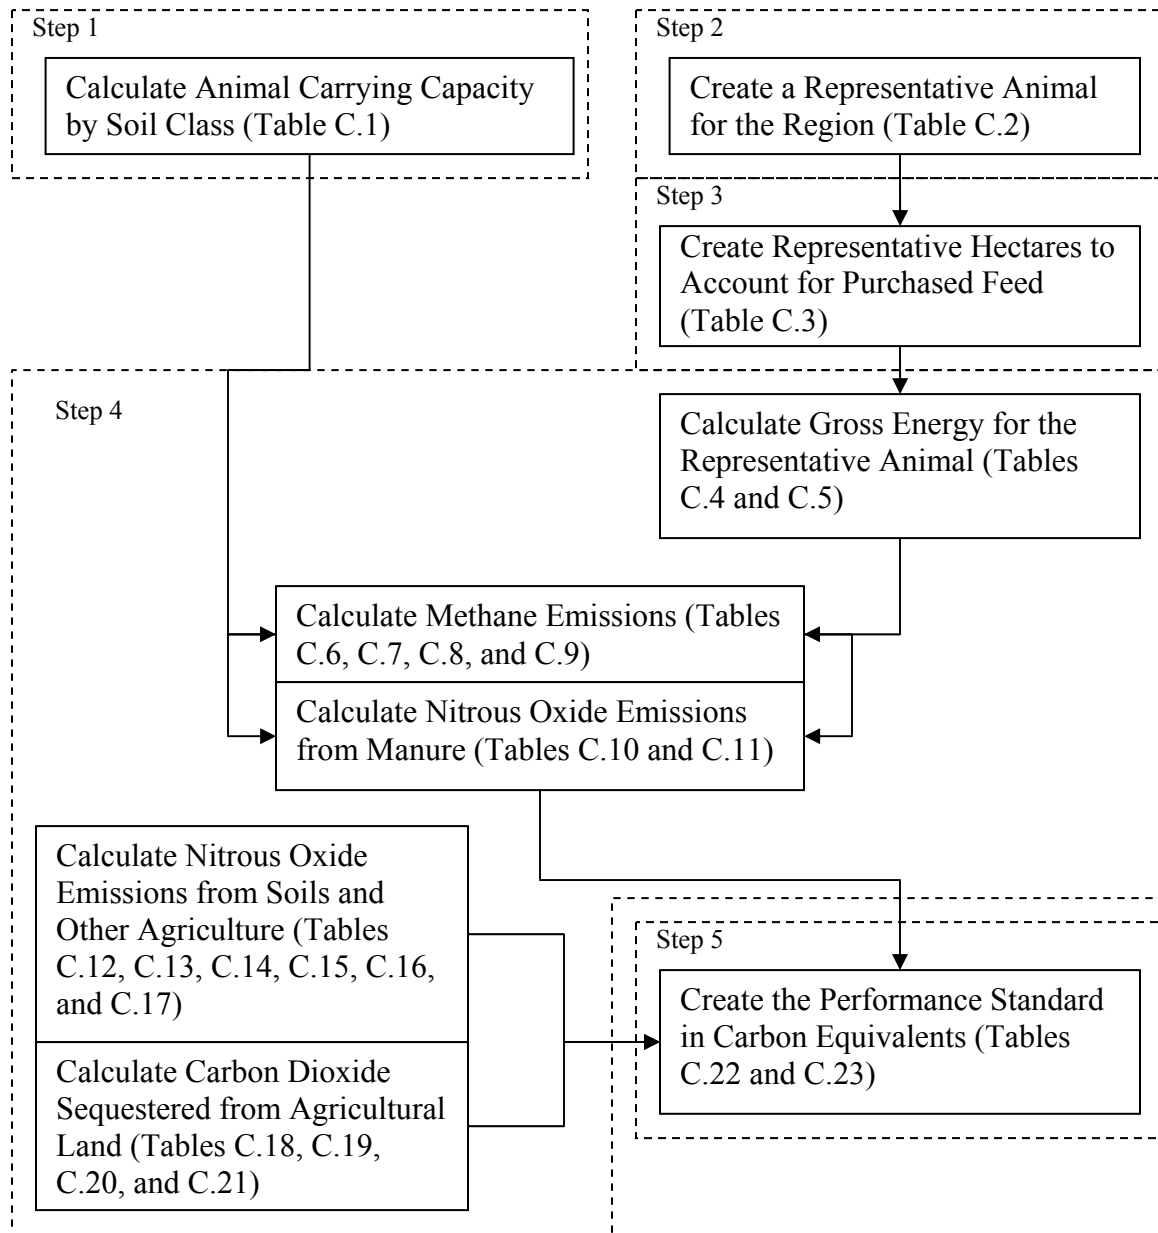 Step 1
Calculate Animal Carrying Capacity
by Soil Class (Table C.1)
Step 2
Create a Representative Animal
for the Region (Table C.2)
Step 3
Create Representative Hectares to
Account for Purchased Feed
(Table C.3)
Step 4
Calculate Gross Energy for the
Representative Animal (Tables
C.4 and C.5)
Calculate Methane Emissions (Tables
C.6, C.7, C.8, and C.9)
Calculate Nitrous Oxide Emissions
from Manure (Tables C.10 and C.11)
Calculate Nitrous Oxide
Emissions from Soils and
Other Agriculture (Tables
C.12, C.13, C.14, C.15, C.16,
and C.17)
Calculate Carbon Dioxide
Sequestered from Agricultural
Land (Tables C.18, C.19,
C.20, and C.21)
Step 5
Create the Performance Standard
in Carbon Equivalents (Tables
C.22 and C.23)